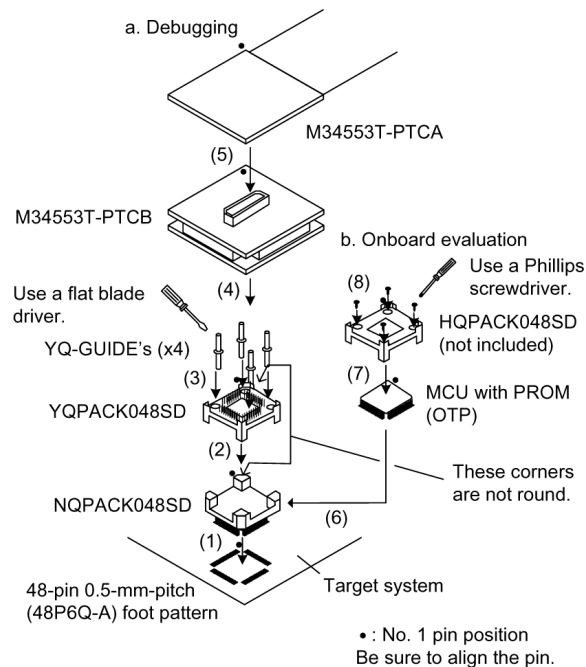 a. Debugging
M34553T-PTCA
(5)
M34553T-PTCB
b. Onboard evaluation
(8)
Use a Phillips
screwdriver.
(4)
Use a flat blade
driver.
HQPACK048SD
(not included)
YQ-GUIDE's (x4)
(7)
(3)
MCU with PROM
(OTP)
YQPACK048SD
(2)
These corners
are not round.
NQPACK048SD
(6)
(1)
Target system
48-pin 0.5-mm-pitch
(48P6Q-A) foot pattern
• : No. 1 pin position
Be sure to align the pin.